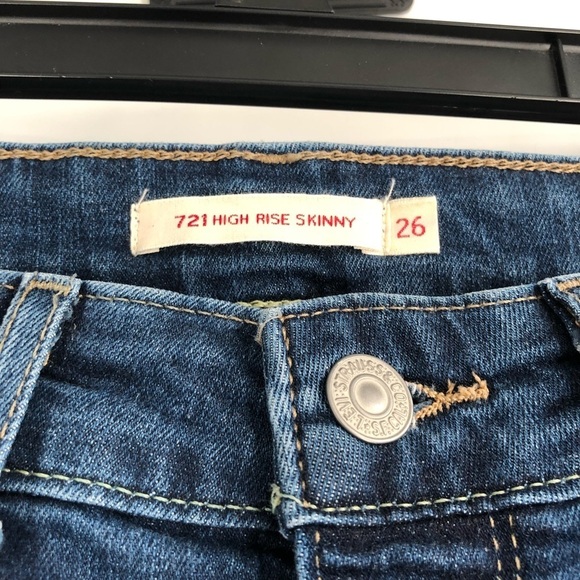 721 HIGH RISE SKINNY
26
LEVI STRAUSS & CO.